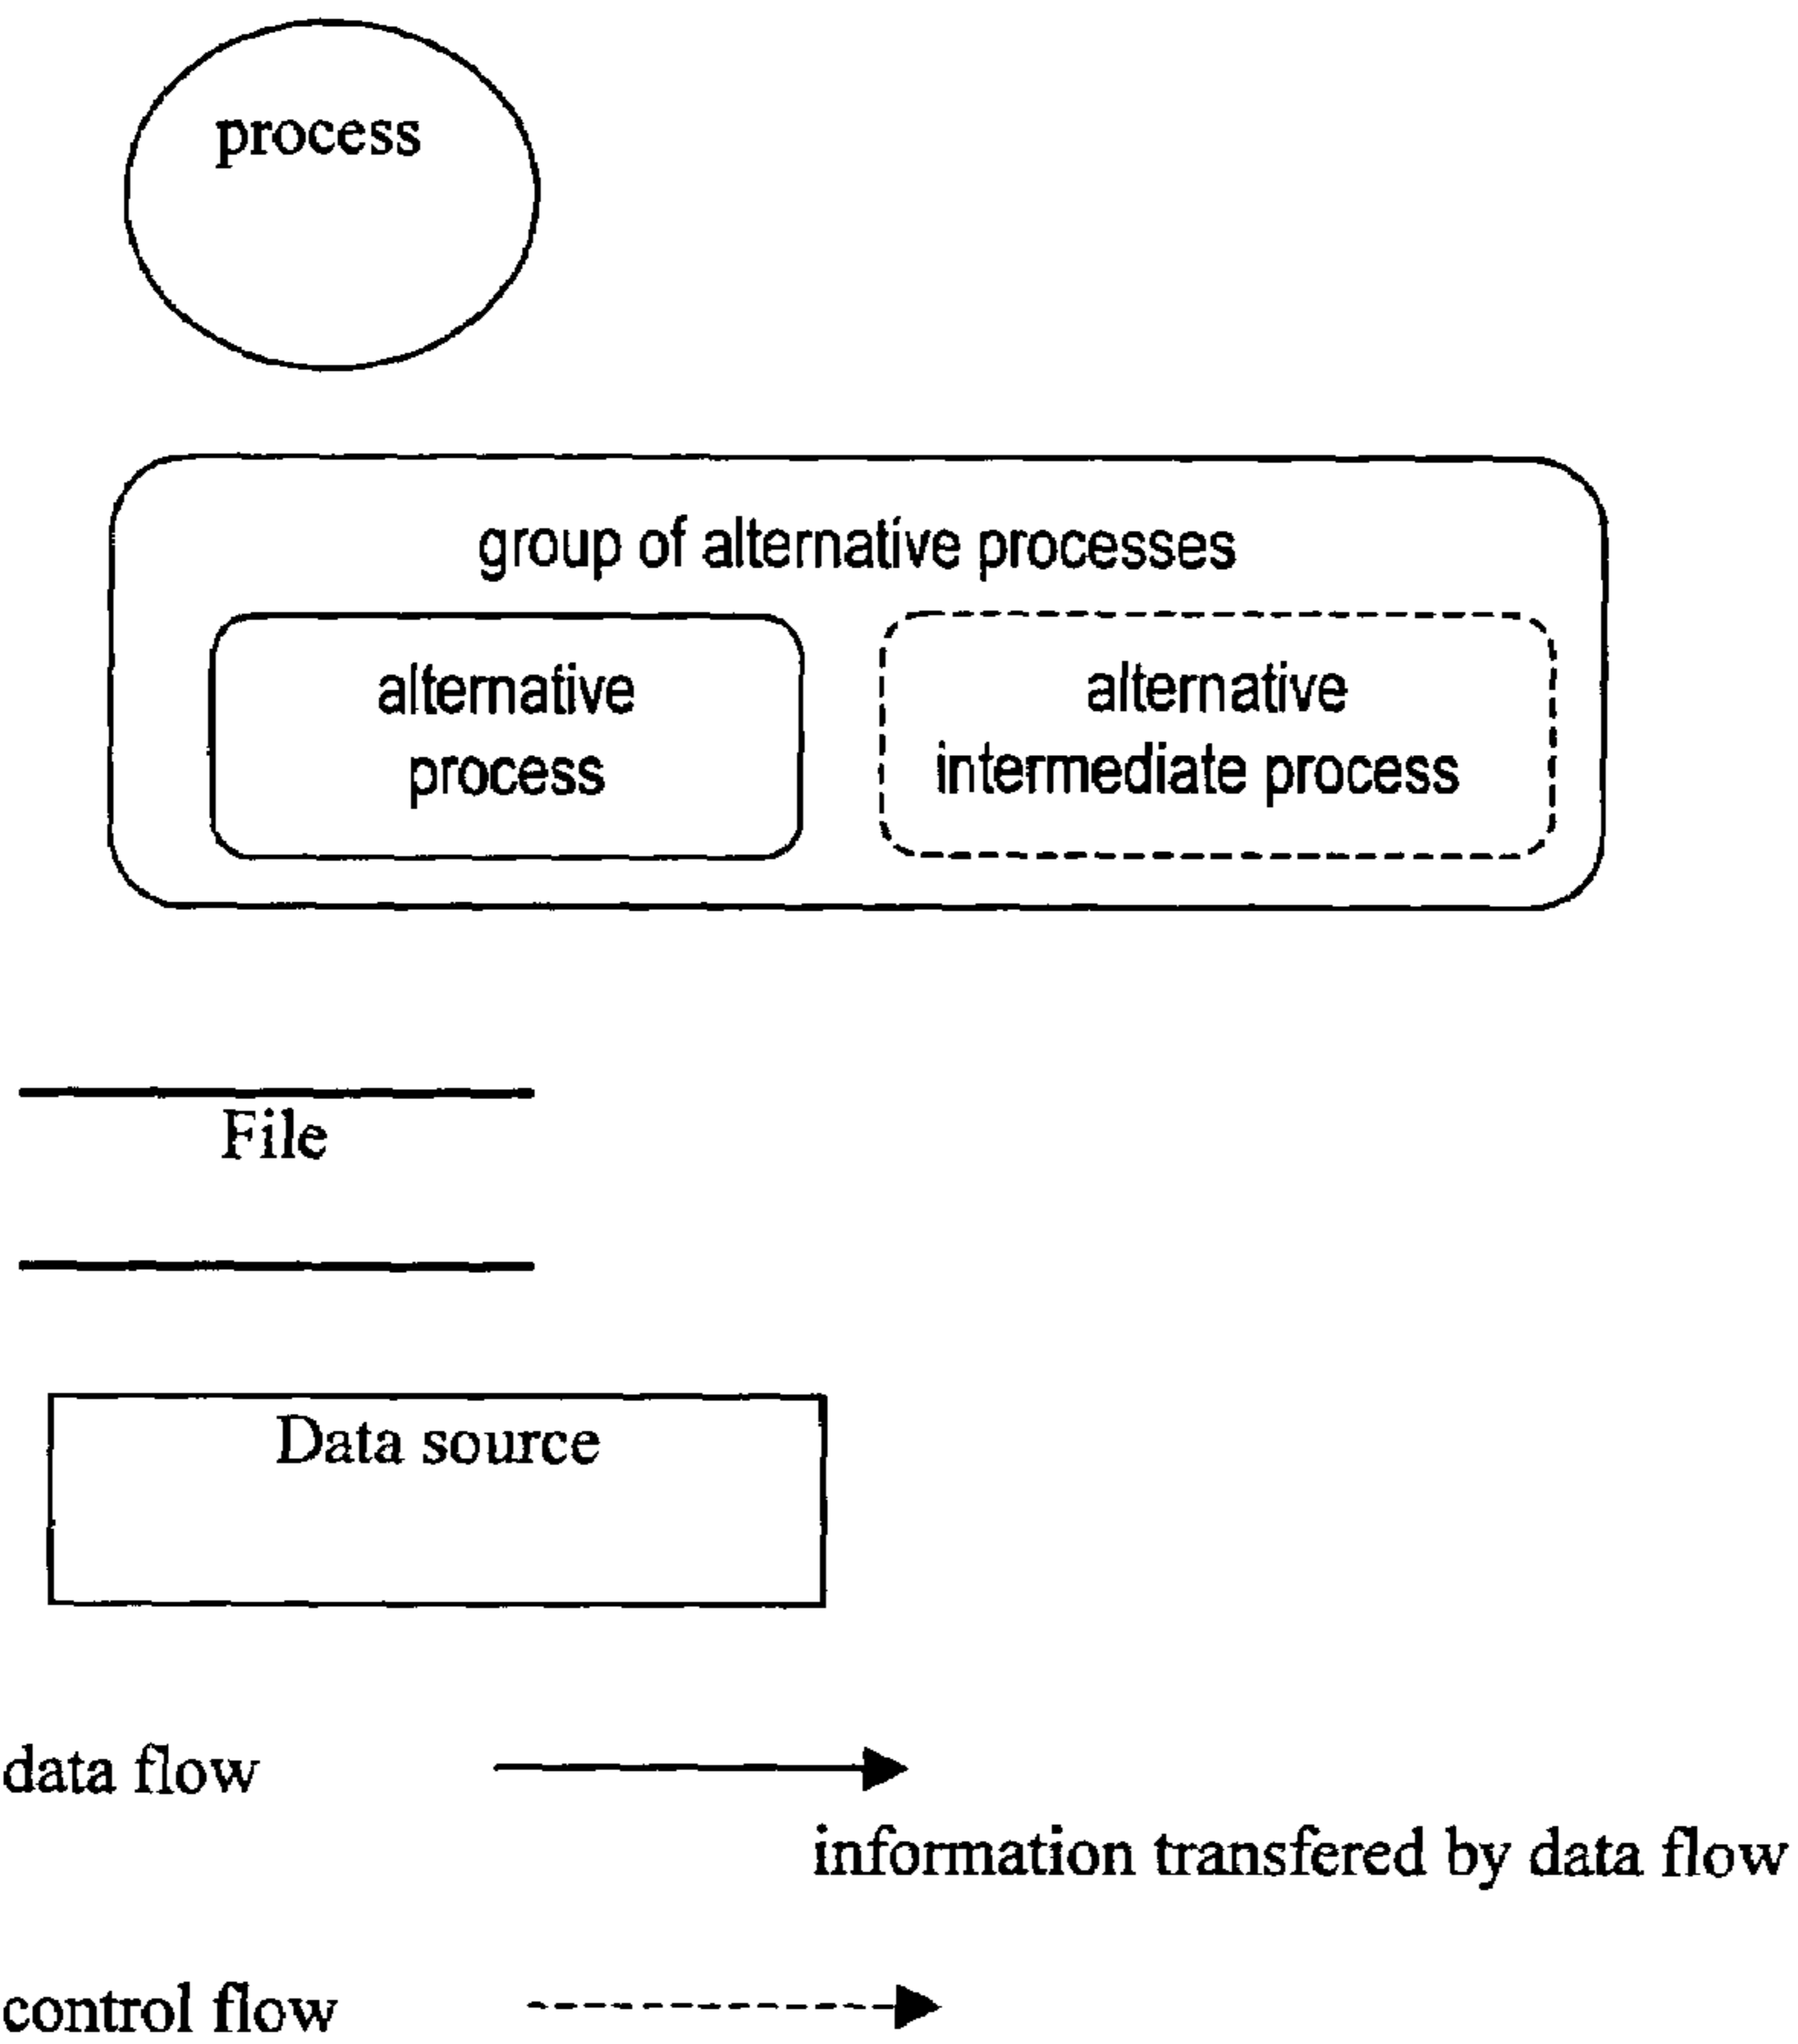 process
group of alternative processes
alternative
process
alternative
intermediate process
File
Data source
data flow
information transfered by data flow
control flow